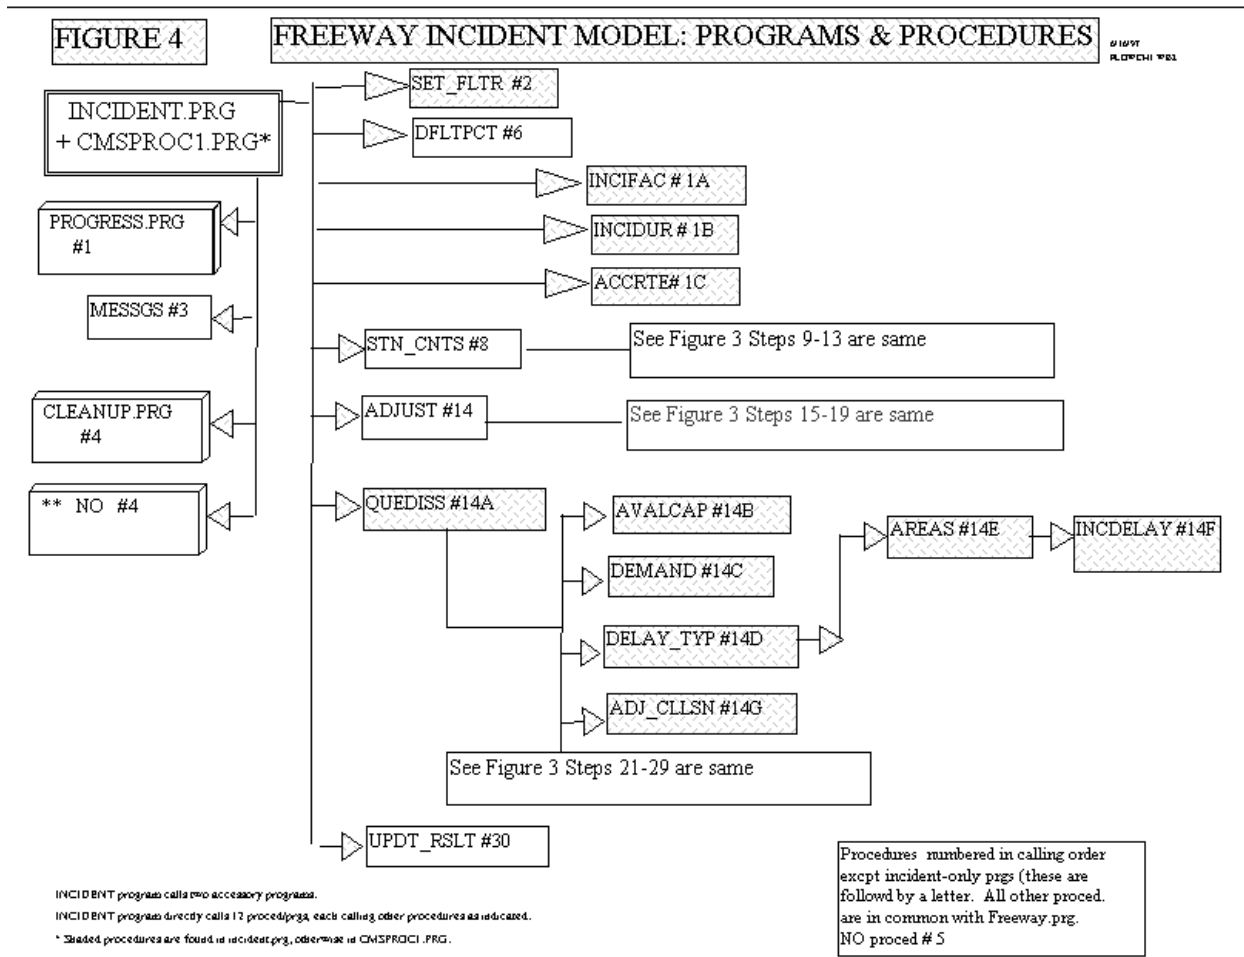 FIGURE 4
FREEWAY INCIDENT MODEL: PROGRAMS & PROCEDURES
INCIDENT.PRG
+ CMSPROC1.PRG*
SET_FLTR #2
DFLTPCT #6
INCIFAC # 1A
PROGRESS.PRG
#1
INCIDUR # 1B
ACCRTE# 1C
MESSGS #3
STN_CNTS #8
See Figure 3 Steps 9-13 are same
CLEANUP.PRG
#4
ADJUST #14
See Figure 3 Steps 15-19 are same
** NO #4
QUEDISS #14A
AVALCAP #14B
AREAS #14E
INCDELAY #14F
DEMAND #14C
DELAY_TYP #14D
ADJ_CLLSN #14G
See Figure 3 Steps 21-29 are same
UPDT_RSLT #30
Procedures numbered in calling order
excpt incident-only prgs (these are
followd by a letter. All other proced.
are in common with Freeway.prg.
NO proced # 5
INCIDENT program calls two accessory programs.
INCIDENT program directly calls 12 proced/prgs, each calling other procedures as indicated.
* Shaded procedures are found in incident.prg, otherwise in CMSPROC1.PRG.